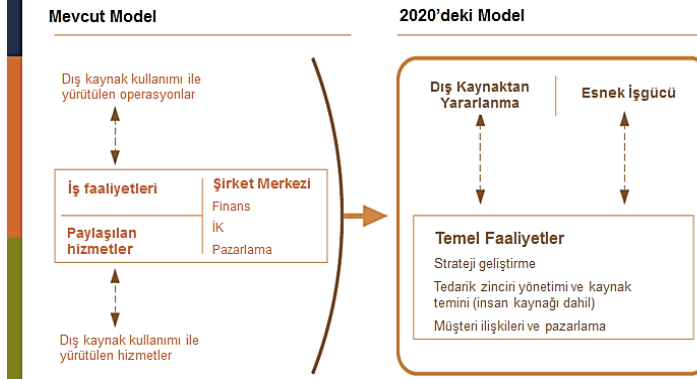 Mevcut Model
Dış kaynak kullanımı ile
yürütülen operasyonlar
İş faaliyetleri
Paylaşılan
hizmetler
Şirket Merkezi
Finans
İK
Pazarlama
Dış kaynak kullanımı ile
yürütülen hizmetler
2020’deki Model
Dış Kaynaktan
Yararlanma
Esnek İşgücü
Temel Faaliyetler
Strateji geliştirme
Tedarik zinciri yönetimi ve kaynak
temini (insan kaynağı dahil)
Müşteri ilişkileri ve pazarlama